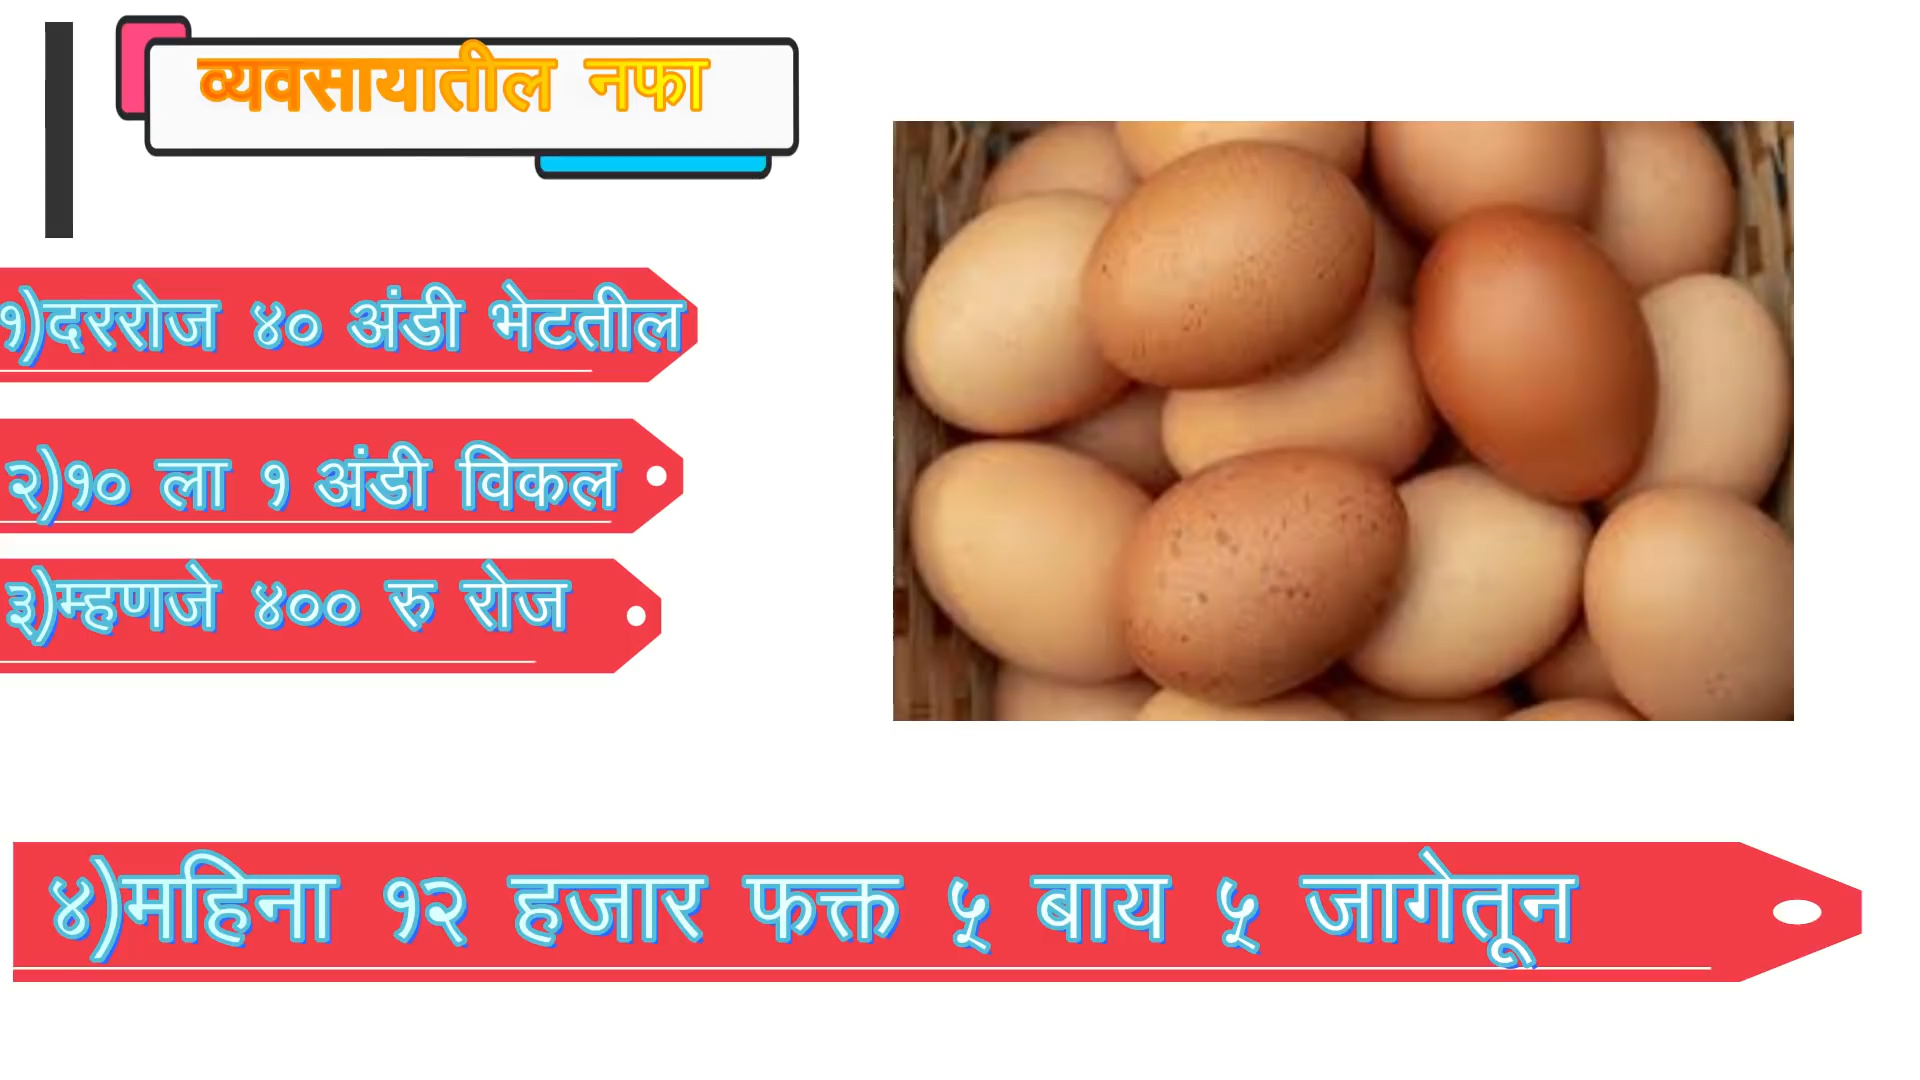 व्यवसायातील नफा
१)दररोज ४० अंडी भेटतील
२)१० ला १ अंडी विकल
३)म्हणजे ४०० रु रोज
४)महिना १२ हजार फक्त ५ बाय ५ जागेतून